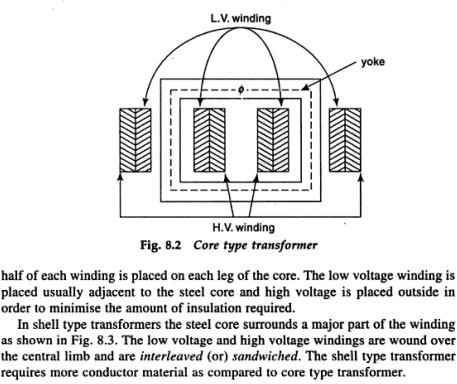 L.V. winding
yoke
ϕ
H.V. winding
Fig. 8.2 Core type transformer
half of each winding is placed on each leg of the core. The low voltage winding is
placed usually adjacent to the steel core and high voltage is placed outside in
order to minimise the amount of insulation required.
In shell type transformers the steel core surrounds a major part of the winding
as shown in Fig. 8.3. The low voltage and high voltage windings are wound over
the central limb and are interleaved (or) sandwiched. The shell type transformer
requires more conductor material as compared to core type transformer.